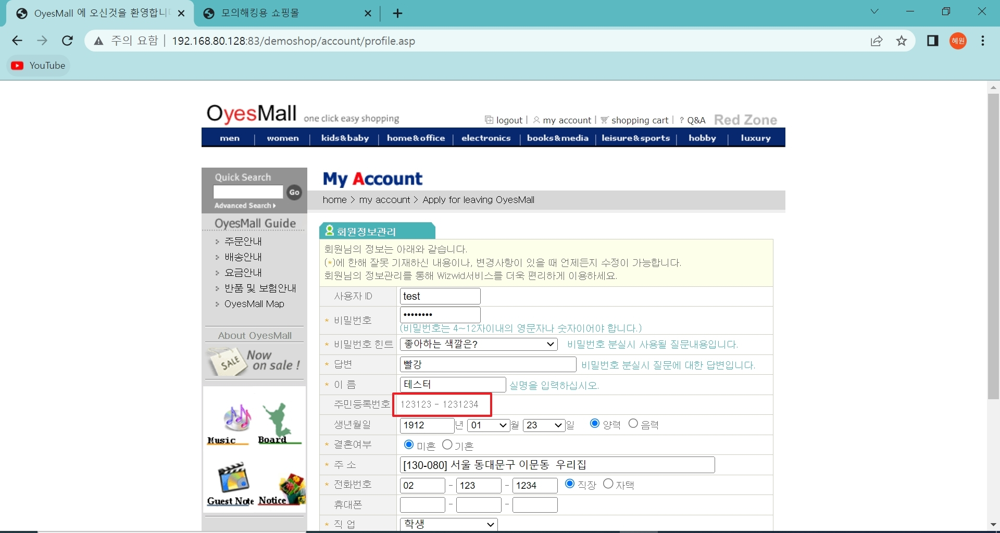 OyesMall 에 오신것을 환영합니
모의해킹용 쇼핑몰
주의 요함
192.168.80.128:83/demoshop/account/profile.asp
혜원
YouTube
OyesMall one click easy shopping
logout | my account | shopping cart | ? Q&A Red Zone
men | women | kids&baby | home&office | electronics | books&media | leisure&sports | hobby | luxury
Quick Search
Go
Advanced Search
OyesMall Guide
주문안내
배송안내
요금안내
반품 및 보험안내
OyesMall Map
About OyesMall
SALE Now on sale !
Music Board
Guest Note Notice
My Account
home > my account > Apply for leaving OyesMall
회원정보관리
회원님의 정보는 아래와 같습니다.
(*)에 한해 잘못 기재하신 내용이나, 변경사항이 있을 때 언제든지 수정이 가능합니다.
회원님의 정보관리를 통해 Wizwid서비스를 더욱 편리하게 이용하세요.
사용자 ID test
* 비밀번호 ••••••••
(비밀번호는 4~12자이내의 영문자나 숫자이어야 합니다.)
* 비밀번호 힌트 좋아하는 색깔은? 비밀번호 분실시 사용될 질문내용입니다.
* 답변 빨강 비밀번호 분실시 질문에 대한 답변입니다.
* 이 름 테스터 실명을 입력하십시오.
주민등록번호 123123 - 1231234
생년월일 1912 년 01 월 23 일 양력 음력
* 결혼여부 미혼 기혼
* 주 소 [130-080] 서울 동대문구 이문동 우리집
* 전화번호 02 - 123 - 1234 직장 자택
휴대폰 - -
* 직 업 학생